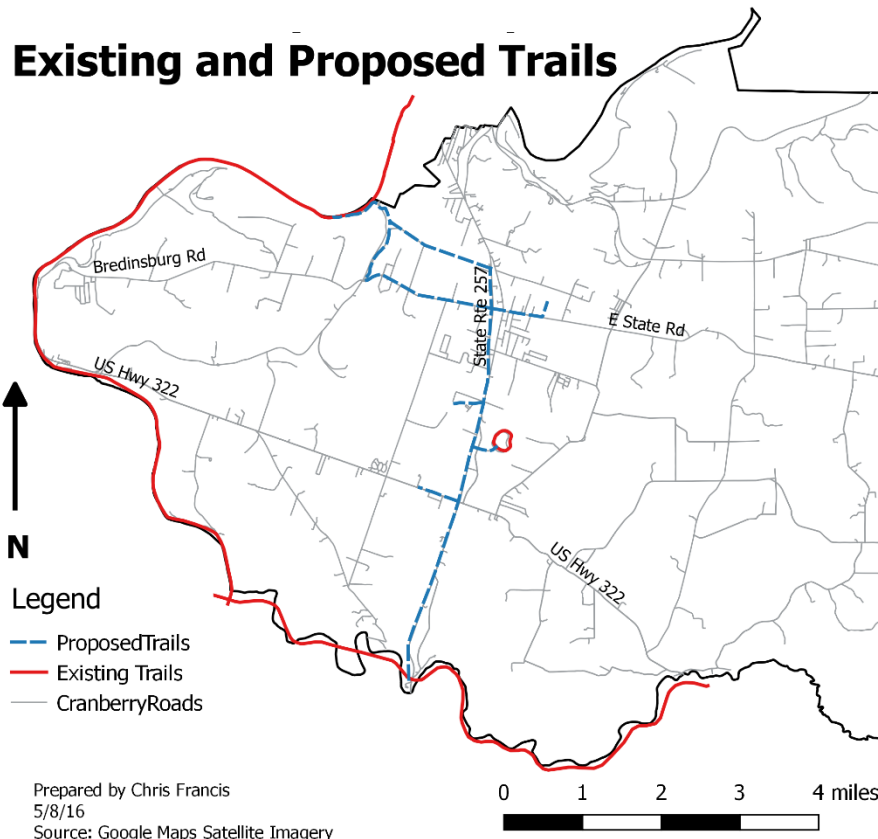 Existing and Proposed Trails
Bredinsburg Rd
State Rte 257
E State Rd
US Hwy 322
US Hwy 322
N
Legend
ProposedTrails
Existing Trails
CranberryRoads
Prepared by Chris Francis
5/8/16
Source: Google Maps Satellite Imagery
0 1 2 3 4 miles